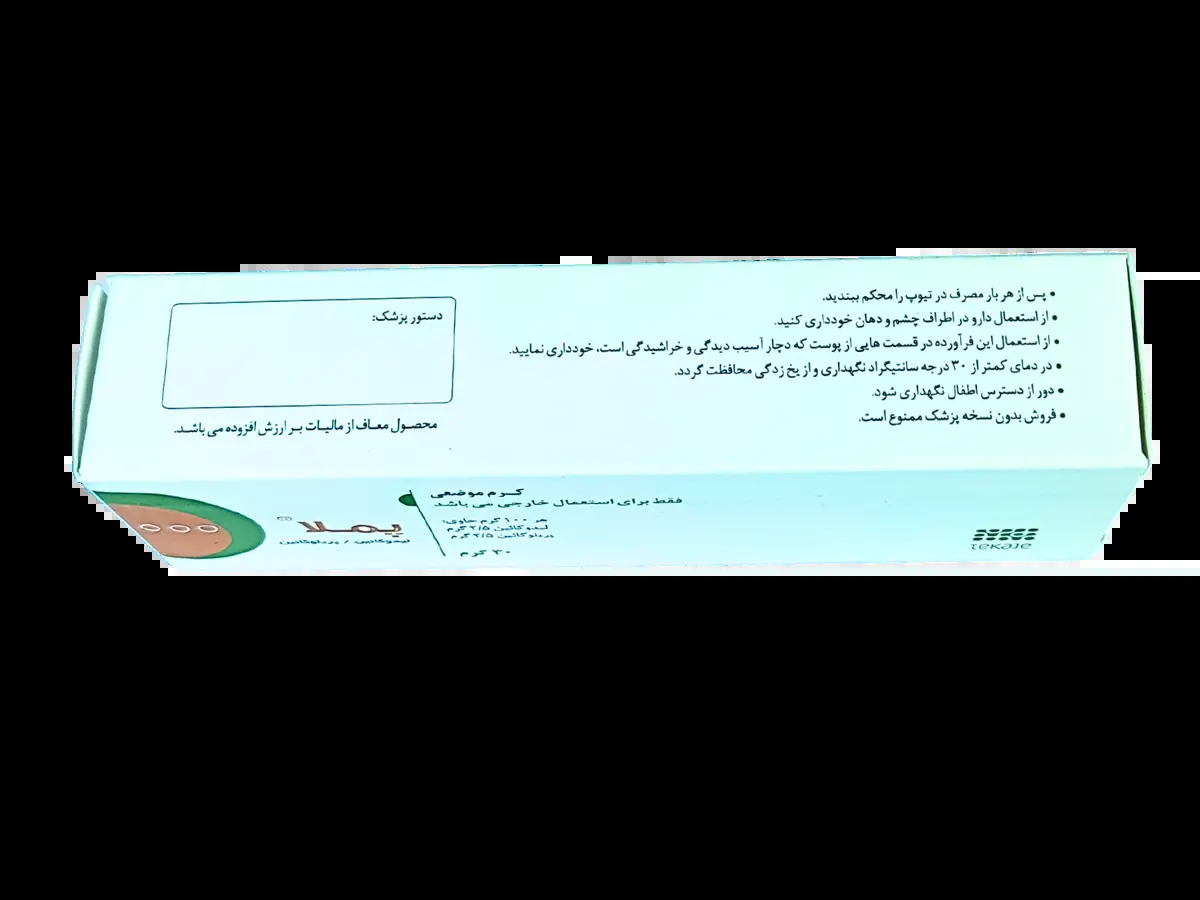 • پس از هر بار مصرف در تیوپ را محکم ببندید.
• از استعمال دارو در اطراف چشم و دهان خودداری کنید.
• از استعمال این فرآورده در قسمت هایی از پوست که دچار آسیب دیدگی و خراشیدگی است، خودداری نمایید.
• در دمای کمتر از ۳۰ درجه سانتیگراد نگهداری و از یخ زدگی محافظت گردد.
• دور از دسترس اطفال نگهداری شود.
• فروش بدون نسخه پزشک ممنوع است.
دستور پزشک:
محصول معاف از مالیات بر ارزش افزوده می باشد.
کرم موضعی
فقط برای استعمال خارجی می باشد
هر ۱۰۰ گرم حاوی:
لیدوکائین ۲/۵ گرم
پریلوکائین ۲/۵ گرم
۳۰ گرم
پملا
لیدوکائین / پریلوکائین
Tekaje